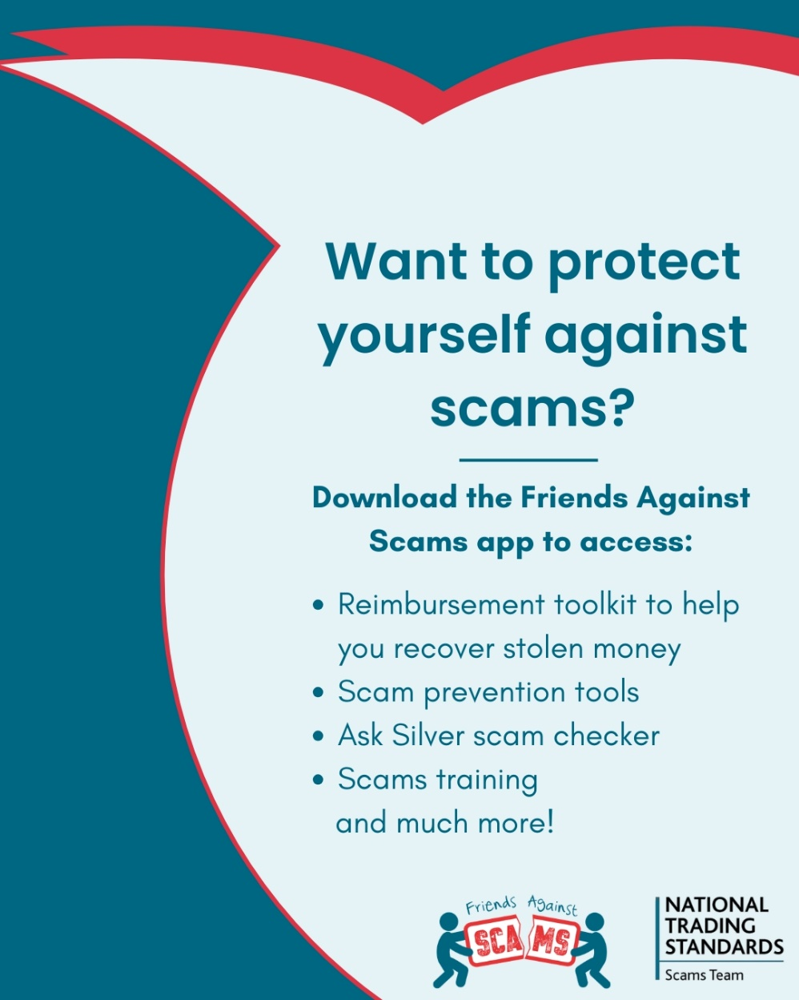 Want to protect
yourself against
scams?
Download the Friends Against
Scams app to access:
• Reimbursement toolkit to help
you recover stolen money
• Scam prevention tools
• Ask Silver scam checker
• Scams training
and much more!
Friends Against
SCAMS
NATIONAL
TRADING
STANDARDS
Scams Team